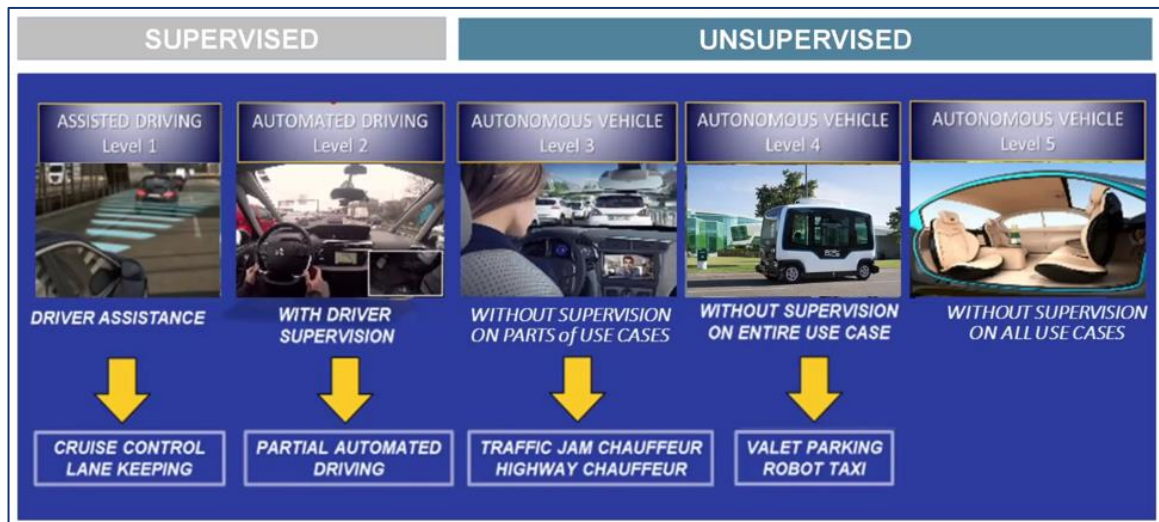 SUPERVISED
UNSUPERVISED
ASSISTED DRIVING
Level 1
AUTOMATED DRIVING
Level 2
AUTONOMOUS VEHICLE
Level 3
AUTONOMOUS VEHICLE
Level 4
AUTONOMOUS VEHICLE
Level 5
DRIVER ASSISTANCE
WITH DRIVER
SUPERVISION
WITHOUT SUPERVISION
ON PARTS of USE CASES
WITHOUT SUPERVISION
ON ENTIRE USE CASE
WITHOUT SUPERVISION
ON ALL USE CASES
CRUISE CONTROL
LANE KEEPING
PARTIAL AUTOMATED
DRIVING
TRAFFIC JAM CHAUFFEUR
HIGHWAY CHAUFFEUR
VALET PARKING
ROBOT TAXI